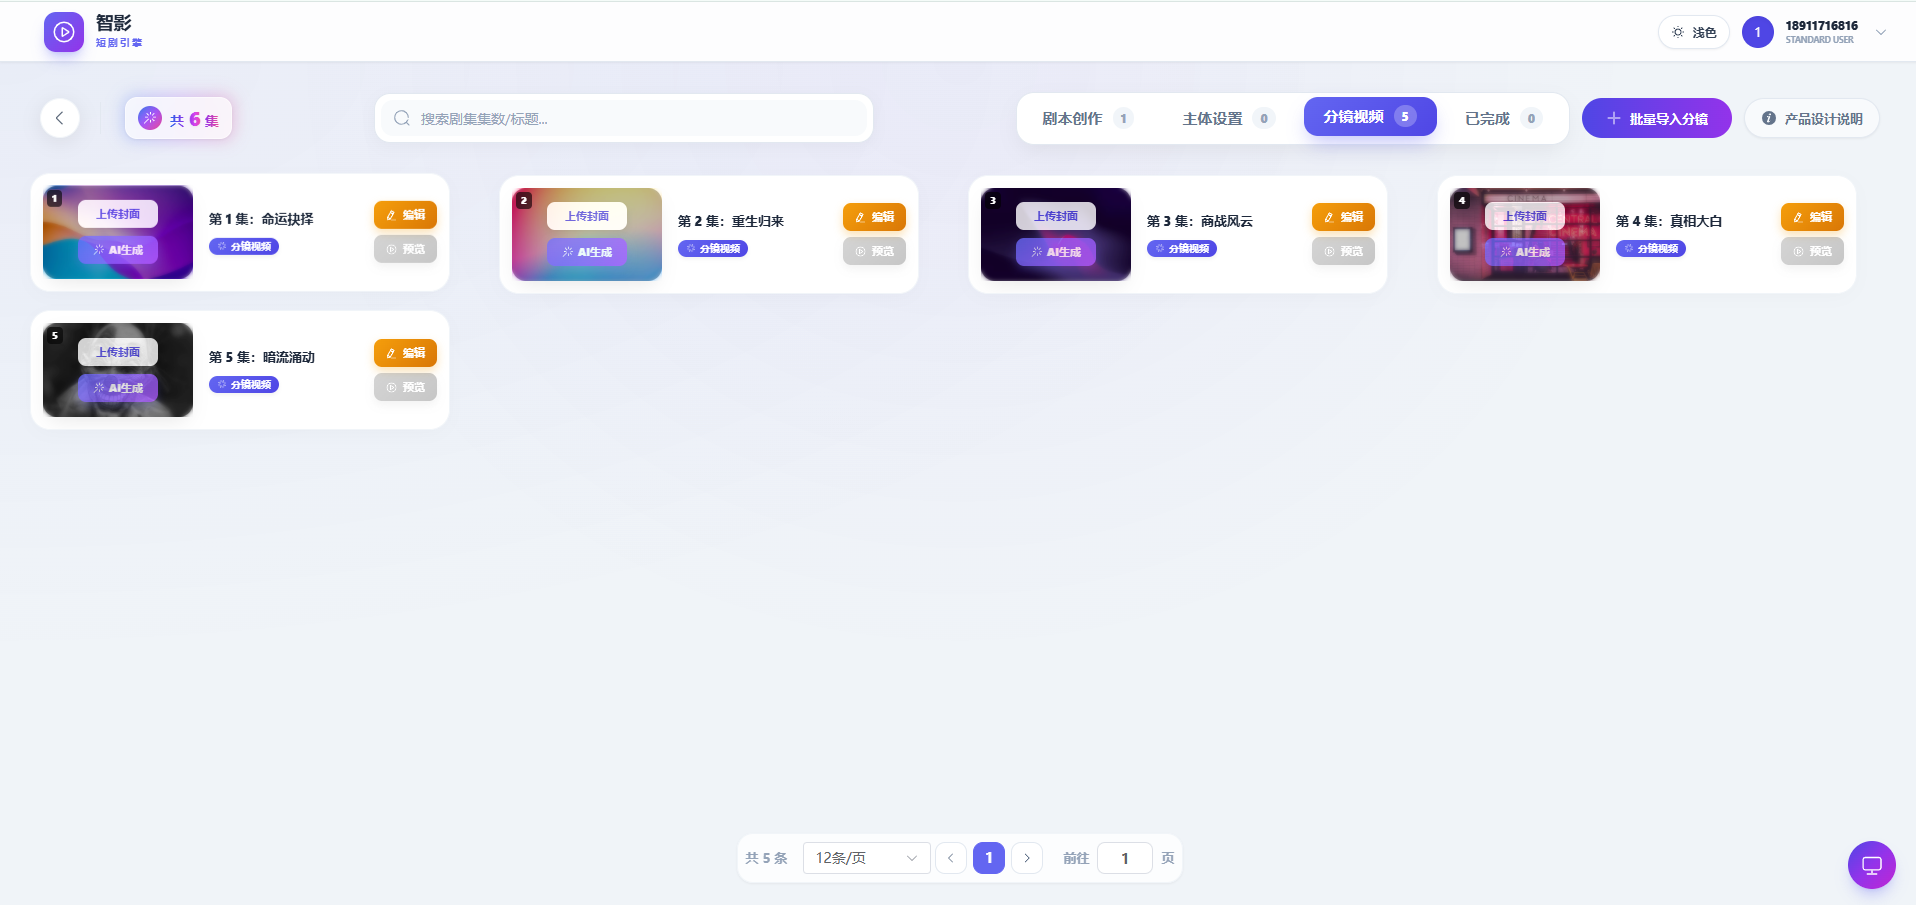 智影
短剧引擎
浅色
1
18911716816
STANDARD USER
共 6 集
搜索剧集集数/标题...
剧本创作 1
主体设置 0
分镜视频 5
已完成 0
批量导入分镜
产品设计说明
1
上传封面
AI生成
第 1 集：命运抉择
分镜视频
编辑
预览
2
上传封面
AI生成
第 2 集：重生归来
分镜视频
编辑
预览
3
上传封面
AI生成
第 3 集：商战风云
分镜视频
编辑
预览
4
CINEMA
上传封面
AI生成
第 4 集：真相大白
分镜视频
编辑
预览
5
上传封面
AI生成
第 5 集：暗流涌动
分镜视频
编辑
预览
共 5 条
12条/页
1
前往 1 页